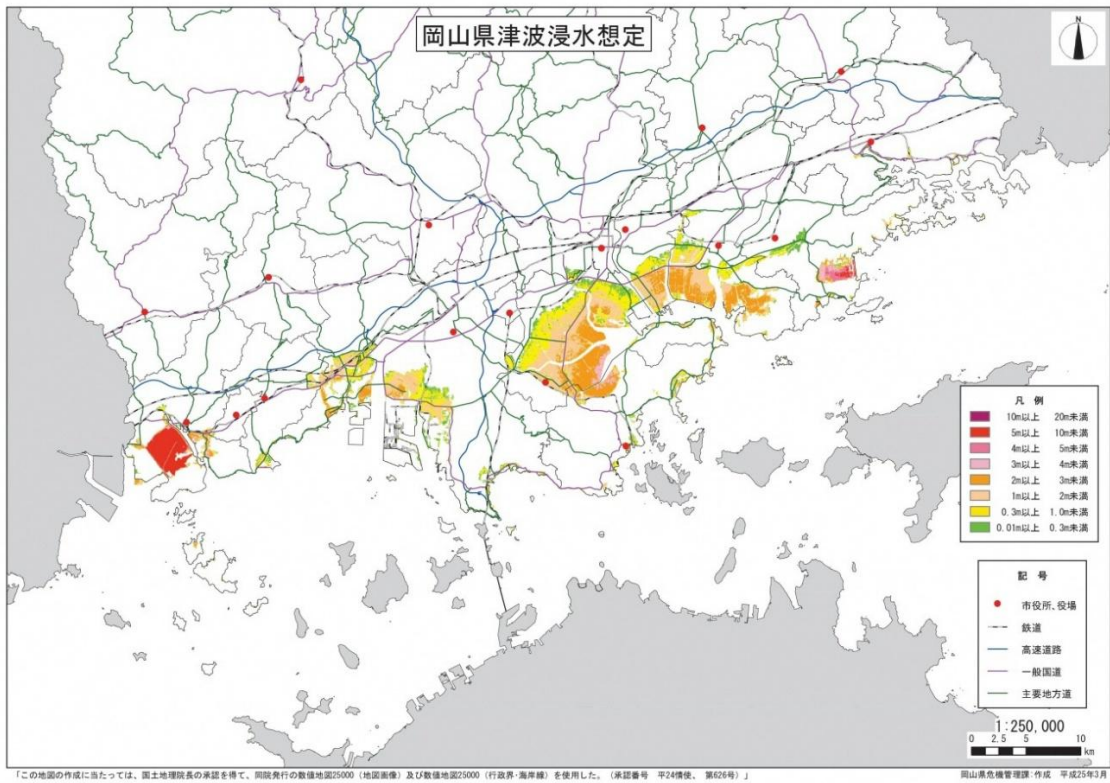 岡山県津波浸水想定
N
凡 例
10m以上 20m未満
5m以上 10m未満
4m以上 5m未満
3m以上 4m未満
2m以上 3m未満
1m以上 2m未満
0.3m以上 1.0m未満
0.01m以上 0.3m未満
記 号
市役所、役場
鉄道
高速道路
一般国道
主要地方道
1:250,000
0 2.5 5 10
km
「この地図の作成に当たっては、国土地理院長の承認を得て、同院発行の数値地図25000（地図画像）及び数値地図25000（行政界・海岸線）を使用した。（承認番号 平24情使、 第626号）」
岡山県危機管理課:作成 平成25年3月